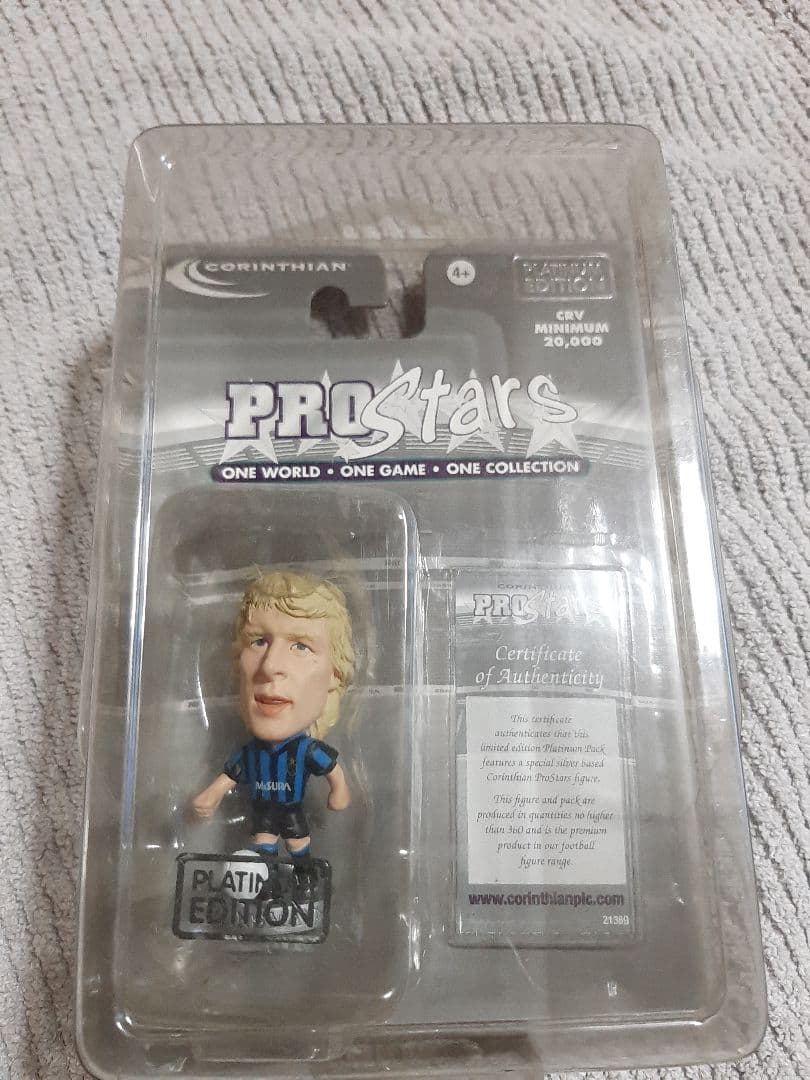 CORINTHIAN
4+
PLATINUM
EDITION
CRV
MINIMUM
20,000
PROStars
ONE WORLD • ONE GAME • ONE COLLECTION
MISURA
PLATINUM
EDITION
CORINTHIAN
PROStars
Certificate
of Authenticity
This certificate
authenticates that this
limited edition Platinum Pack
features a special silver based
Corinthian ProStars figure.
This figure and pack are
produced in quantities no higher
than 360 and is the premium
product in our football
figure range.
www.corinthianplc.com
21389